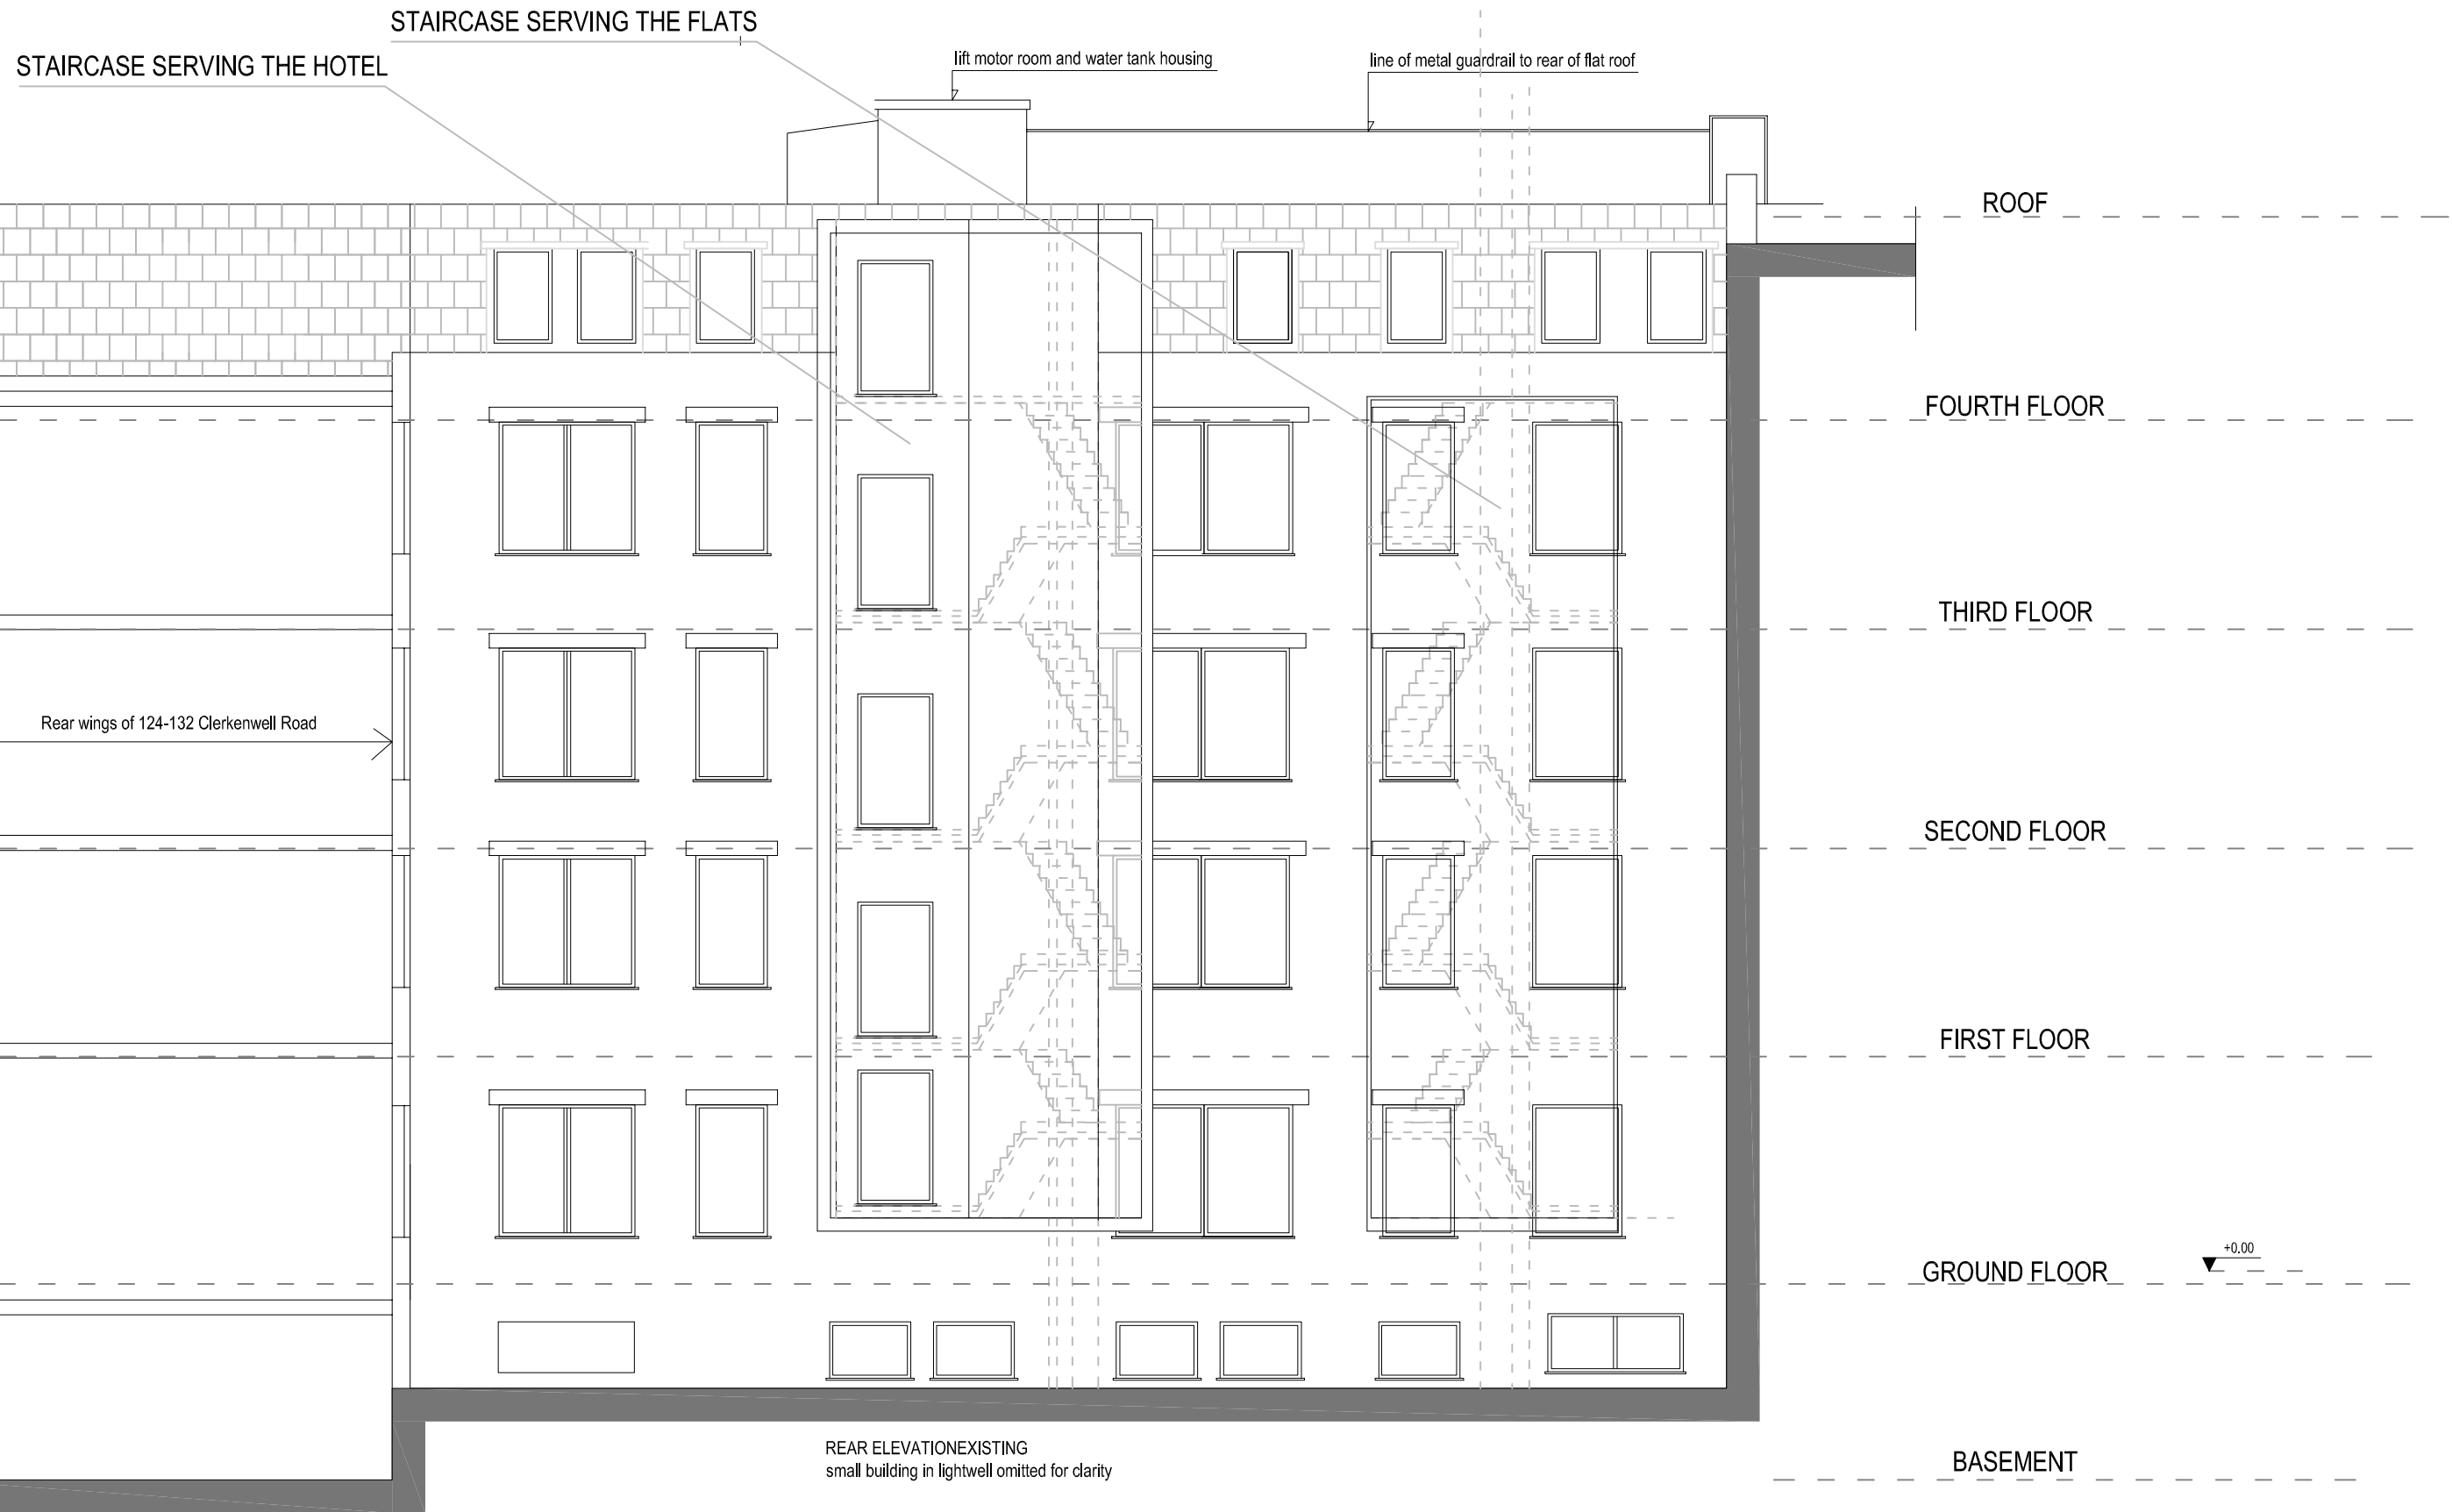 STAIRCASE SERVING THE FLATS
STAIRCASE SERVING THE HOTEL
lift motor room and water tank housing
line of metal guardrail to rear of flat roof
ROOF
FOURTH FLOOR
THIRD FLOOR
Rear wings of 124-132 Clerkenwell Road
SECOND FLOOR
FIRST FLOOR
+0.00
GROUND FLOOR
REAR ELEVATIONEXISTING
small building in lightwell omitted for clarity
BASEMENT